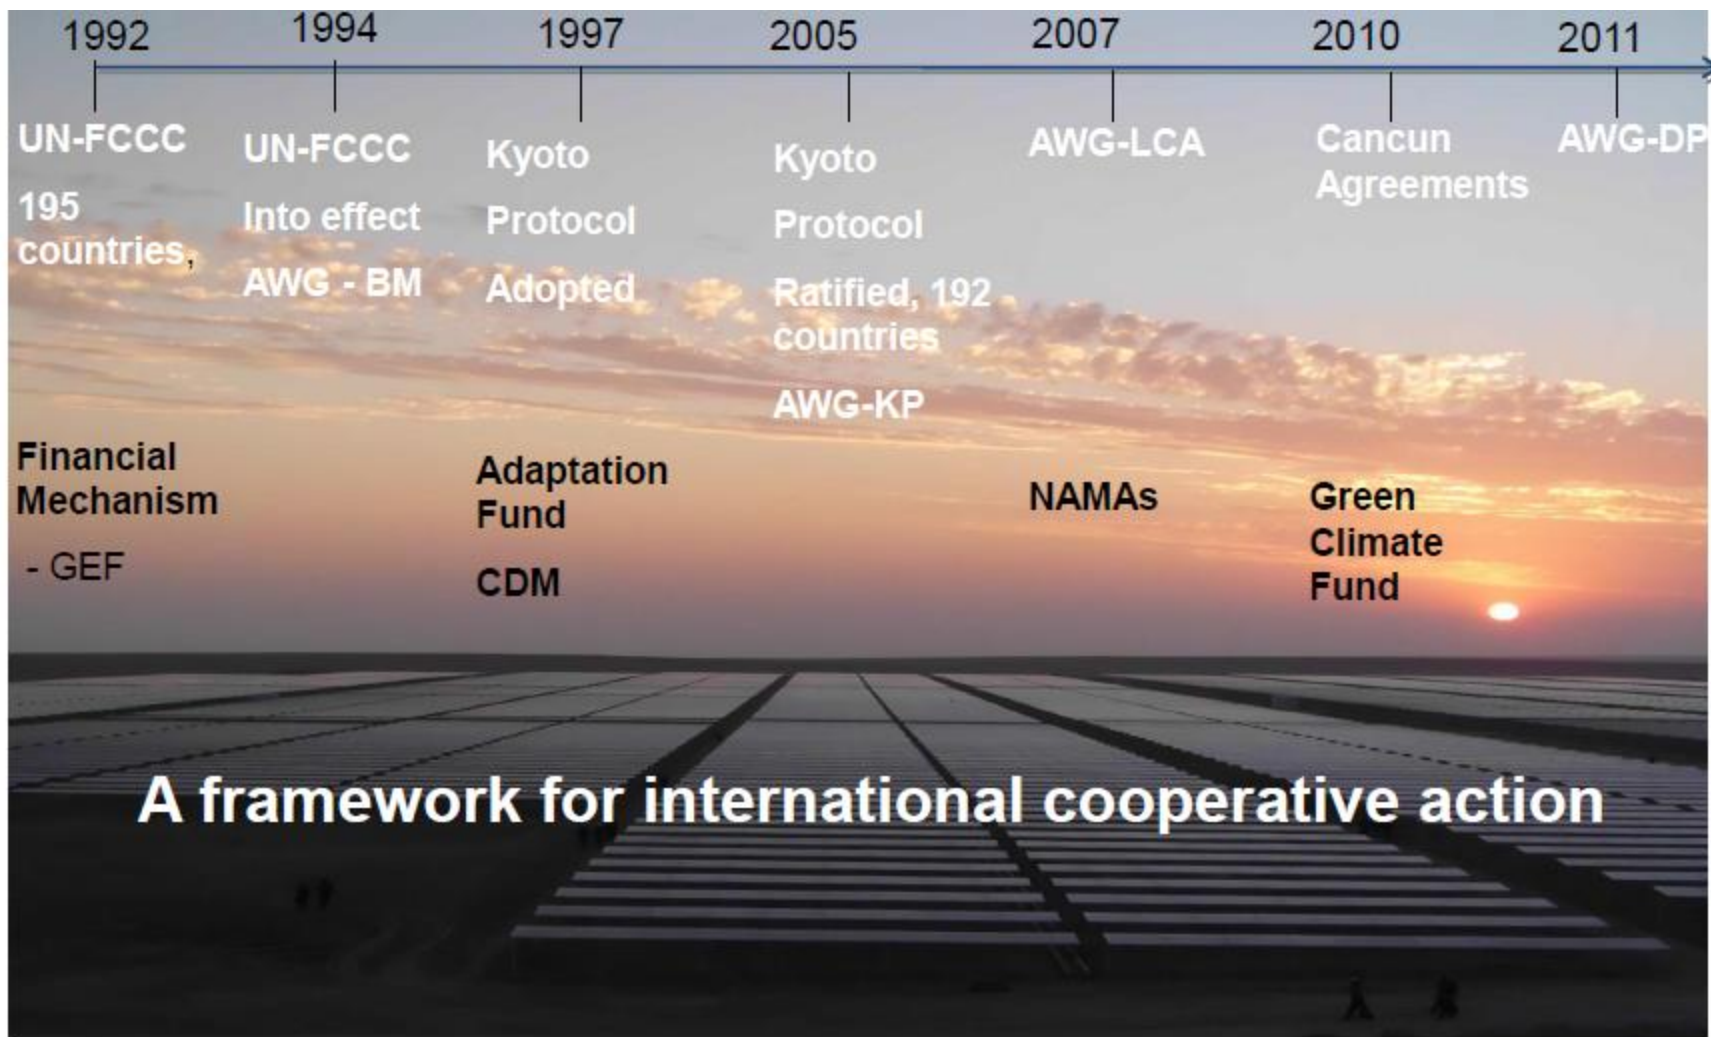 1992
1994
1997
2005
2007
2010
2011
UN-FCCC
195
countries,
UN-FCCC
Into effect
AWG - BM
Kyoto
Protocol
Adopted
Kyoto
Protocol
Ratified, 192
countries
AWG-KP
AWG-LCA
Cancun
Agreements
AWG-DP
Financial
Mechanism
- GEF
Adaptation
Fund
CDM
NAMAs
Green
Climate
Fund
A framework for international cooperative action